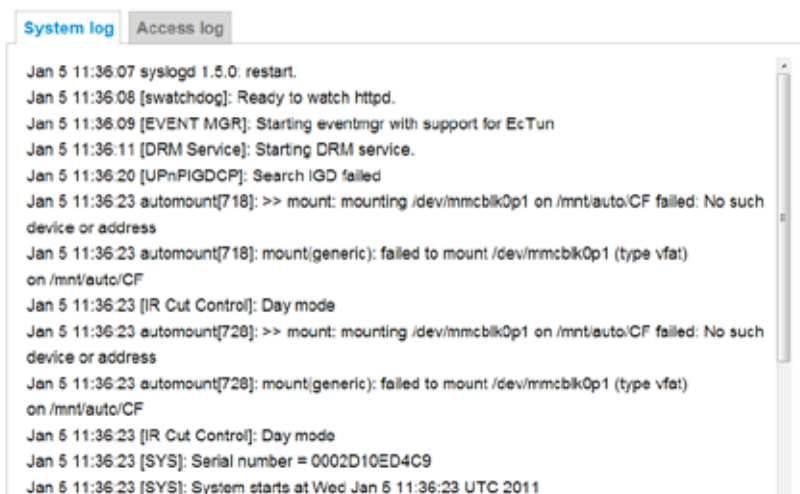 System log
Access log
Jan 5 11:36:07 syslogd 1.5.0: restart.
Jan 5 11:36:08 [swatchdog]: Ready to watch httpd.
Jan 5 11:36:09 [EVENT MGR]: Starting eventmgr with support for EcTun
Jan 5 11:36:11 [DRM Service]: Starting DRM service.
Jan 5 11:36:20 [UPnPIGDCP]: Search IGD failed
Jan 5 11:36:23 automount[718]: >> mount: mounting /dev/mmcblk0p1 on /mnt/auto/CF failed: No such
device or address
Jan 5 11:36:23 automount[718]: mount(generic): failed to mount /dev/mmcblk0p1 (type vfat)
on /mnt/auto/CF
Jan 5 11:36:23 [IR Cut Control]: Day mode
Jan 5 11:36:23 automount[728]: >> mount: mounting /dev/mmcblk0p1 on /mnt/auto/CF failed: No such
device or address
Jan 5 11:36:23 automount[728]: mount(generic): failed to mount /dev/mmcblk0p1 (type vfat)
on /mnt/auto/CF
Jan 5 11:36:23 [IR Cut Control]: Day mode
Jan 5 11:36:23 [SYS]: Serial number = 0002D10ED4C9
Jan 5 11:36:23 [SYS]: System starts at Wed Jan 5 11:36:23 UTC 2011